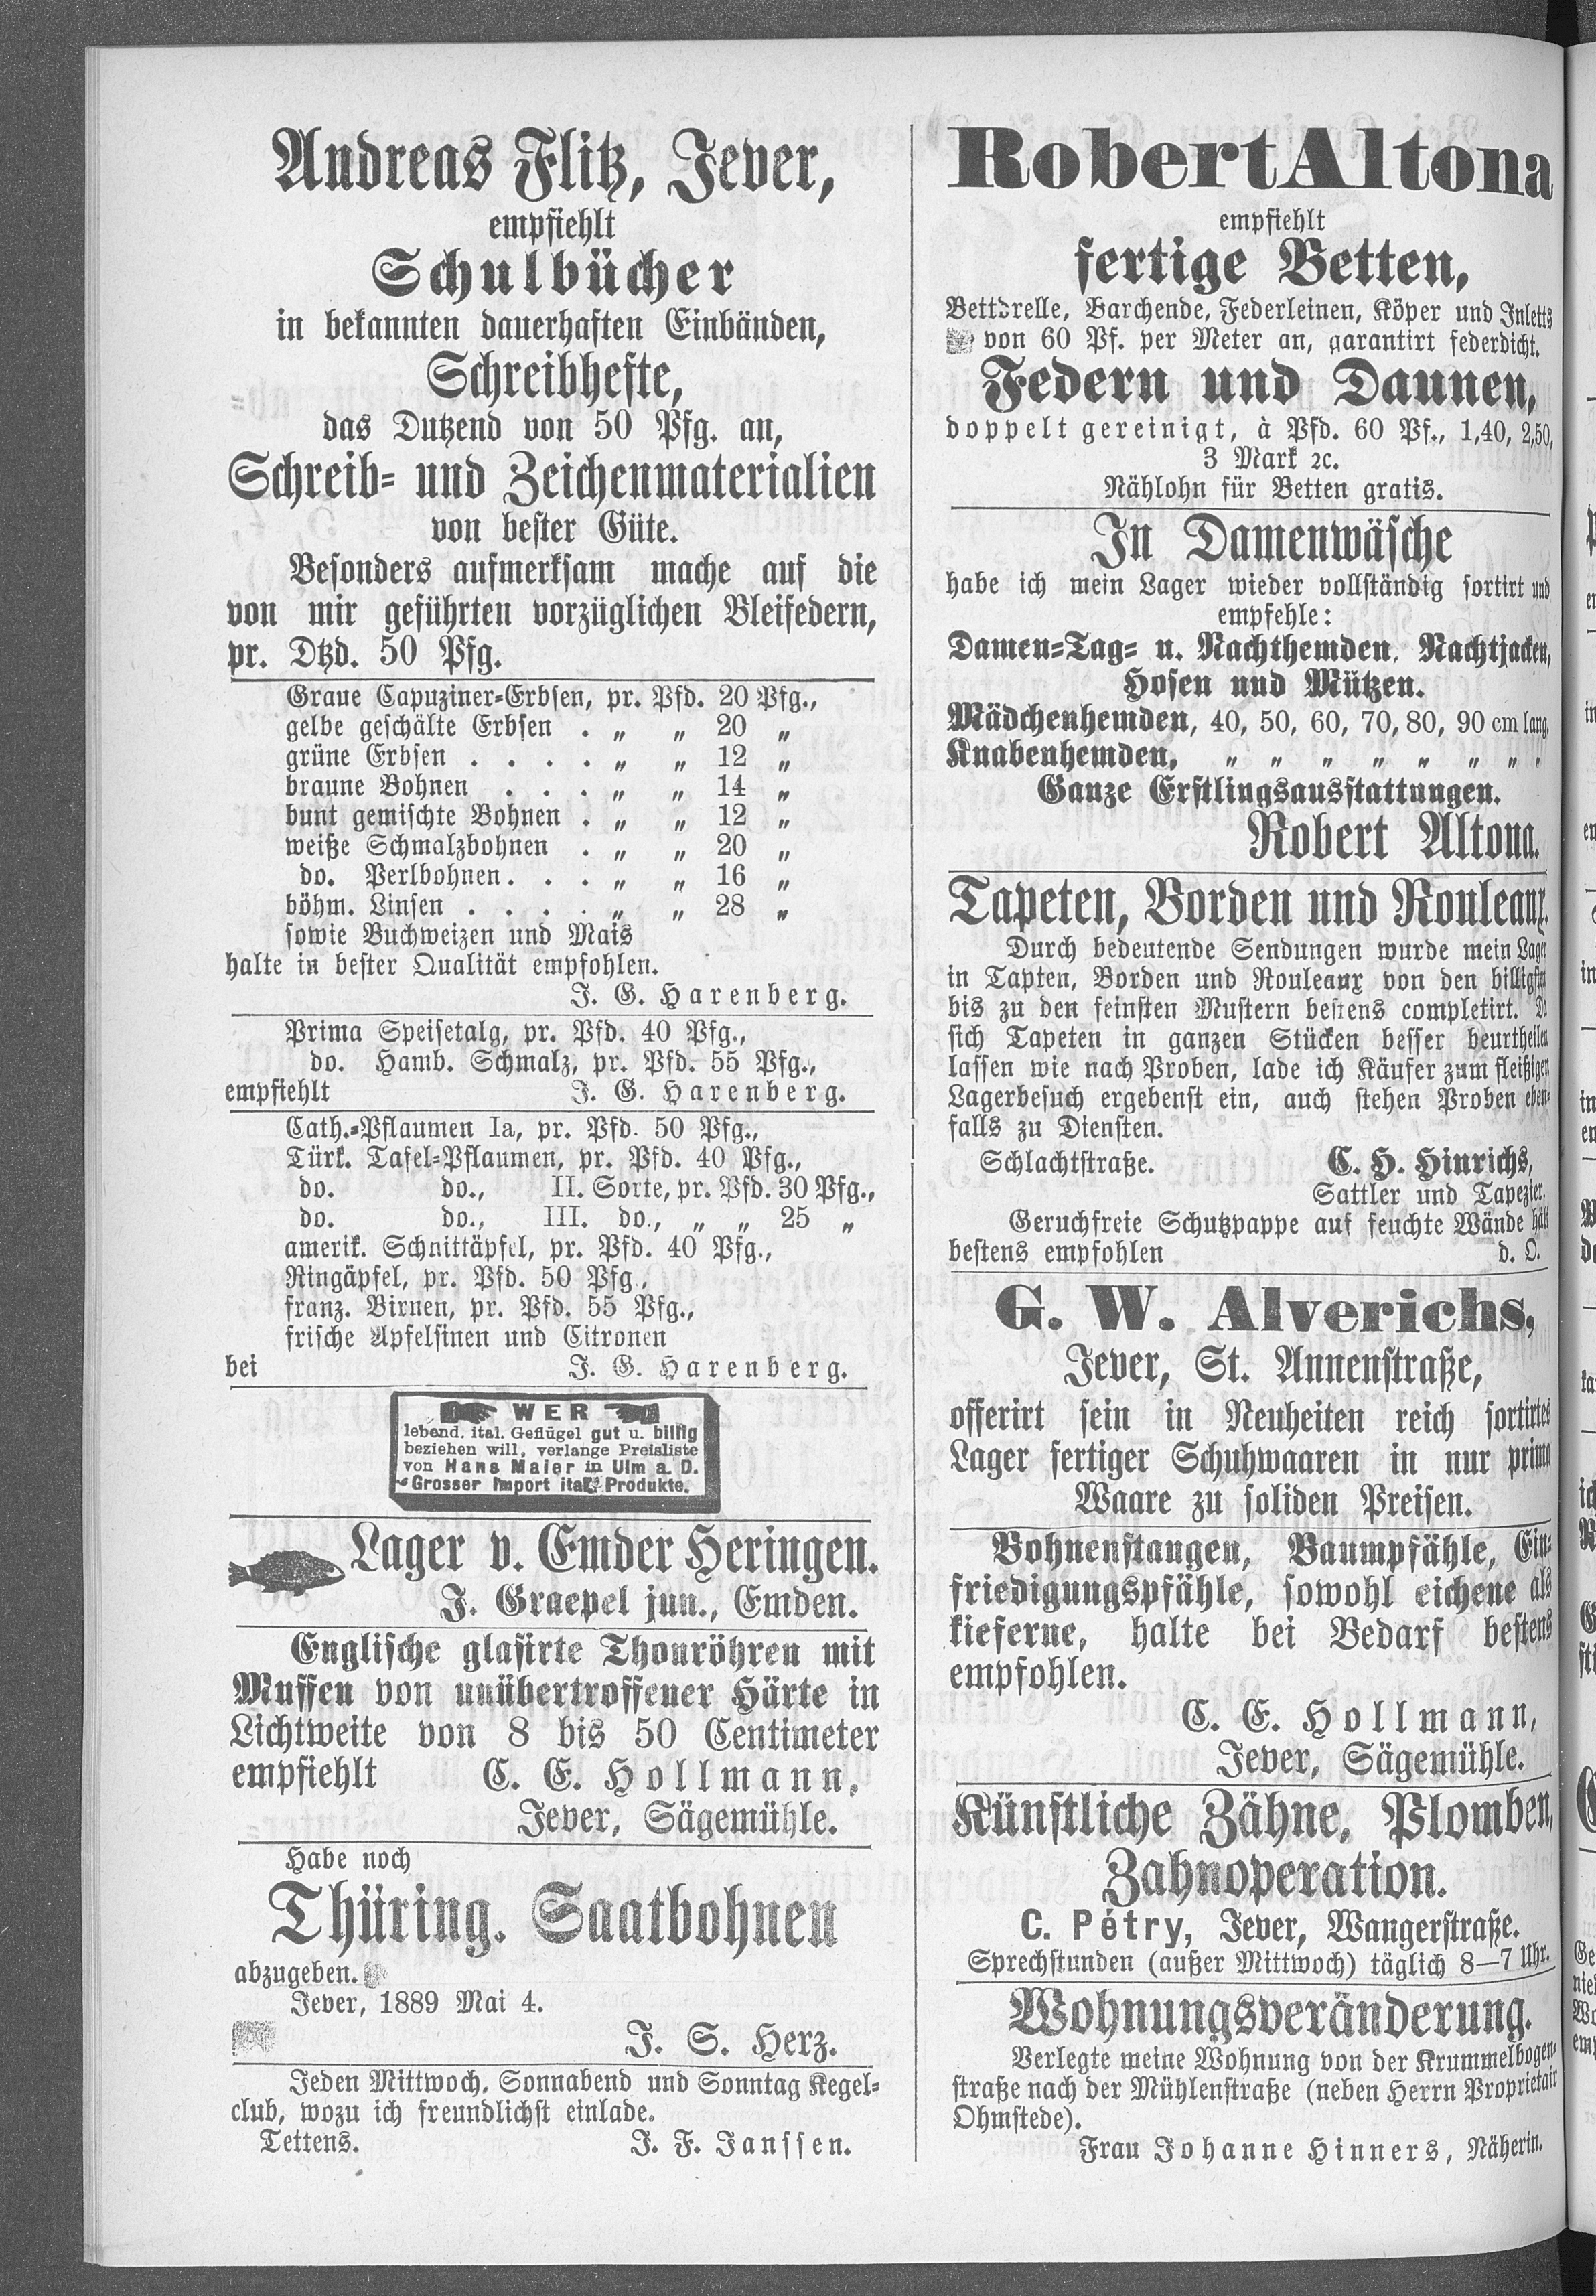 Andreas Flitz, Jever,
empfiehlt
Schulbücher
in bekannten dauerhaften Einbänden,
Schreibhefte,
das Dutzend von 50 Pfg. an,
Schreib- und Zeichenmaterialien
von bester Güte.
Besonders aufmerksam mache auf die
von mir geführten vorzüglichen Bleifedern,
pr. Dtzd. 50 Pfg.
Graue Capuziner-Erbsen, pr. Pfd. 20 Pfg.,
gelbe geschälte Erbsen . „ „ 20 „
grüne Erbsen . . . . „ „ 12 „
braune Bohnen . . . „ „ 14 „
bunt gemischte Bohnen . „ „ 12 „
weiße Schmalzbohnen . „ „ 20 „
do. Perlbohnen . . . „ „ 16 „
böhm. Linsen . . . . „ „ 28 „
sowie Buchweizen und Mais
halte in bester Qualität empfohlen.
J. G. Harenberg.
Prima Speisetalg, pr. Pfd. 40 Pfg.,
do. Hamb. Schmalz, pr. Pfd. 55 Pfg.,
empfiehlt J. G. Harenberg.
Cath.-Pflaumen Ia, pr. Pfd. 50 Pfg.,
Türk. Tafel-Pflaumen, pr. Pfd. 40 Pfg.,
do. do., II. Sorte, pr. Pfd. 30 Pfg.,
do. do., III. do., „ „ 25 „
amerik. Schnittäpfel, pr. Pfd. 40 Pfg.,
Ringäpfel, pr. Pfd. 50 Pfg.,
franz. Birnen, pr. Pfd. 55 Pfg.,
frische Apfelsinen und Citronen
bei J. G. Harenberg.
WER
lebend. ital. Geflügel gut u. billig
beziehen will, verlange Preisliste
von Hans Maier in Ulm a. D.
Grosser Import ital. Produkte.
Lager v. Emder Heringen.
J. Graepel jun., Emden.
Englische glasirte Thonröhren mit
Muffen von unübertroffener Härte in
Lichtweite von 8 bis 50 Centimeter
empfiehlt C. E. Hollmann,
Jever, Sägemühle.
Habe noch
Thüring. Saatbohnen
abzugeben.
Jever, 1889 Mai 4.
J. S. Herz.
Jeden Mittwoch, Sonnabend und Sonntag Kegel-
club, wozu ich freundlichst einlade.
Tettens. J. F. Janssen.
Robert Altona
empfiehlt
fertige Betten,
Bettdrelle, Barchende, Federleinen, Köper und Inletts
von 60 Pf. per Meter an, garantirt federdicht.
Federn und Daunen,
doppelt gereinigt, à Pfd. 60 Pf., 1,40, 2,50,
3 Mark ꝛc.
Nählohn für Betten gratis.
In Damenwäsche
habe ich mein Lager wieder vollständig sortirt und
empfehle:
Damen-Tag- u. Nachthemden, Nachtjacken,
Hosen und Mützen.
Mädchenhemden, 40, 50, 60, 70, 80, 90 cm lang,
Knabenhemden, „ „ „ „ „ „ „ „
Ganze Erstlingsausstattungen.
Robert Altona.
Tapeten, Borden und Rouleaux.
Durch bedeutende Sendungen wurde mein Lager
in Tapten, Borden und Rouleaux von den billigsten
bis zu den feinsten Mustern bestens completirt. Da
sich Tapeten in ganzen Stücken besser beurtheilen
lassen wie nach Proben, lade ich Käufer zum fleißigen
Lagerbesuch ergebenst ein, auch stehen Proben eben-
falls zu Diensten.
Schlachtstraße. C. H. Hinrichs,
Sattler und Tapezier.
Geruchfreie Schutzpappe auf feuchte Wände hält
bestens empfohlen d. O.
G. W. Alverichs,
Jever, St. Annenstraße,
offerirt sein in Neuheiten reich sortirtes
Lager fertiger Schuhwaaren in nur prima
Waare zu soliden Preisen.
Bohnenstangen, Baumpfähle, Ein-
friedigungspfähle, sowohl eichene als
kieferne, halte bei Bedarf bestens
empfohlen.
C. E. Hollmann,
Jever, Sägemühle.
Künstliche Zähne, Plomben,
Zahnoperation.
C. Pétry, Jever, Wangerstraße.
Sprechstunden (außer Mittwoch) täglich 8—7 Uhr.
Wohnungsveränderung.
Verlegte meine Wohnung von der Krummelbogen-
straße nach der Mühlenstraße (neben Herrn Proprietair
Ohmstede).
Frau Johanne Hinners, Näherin.